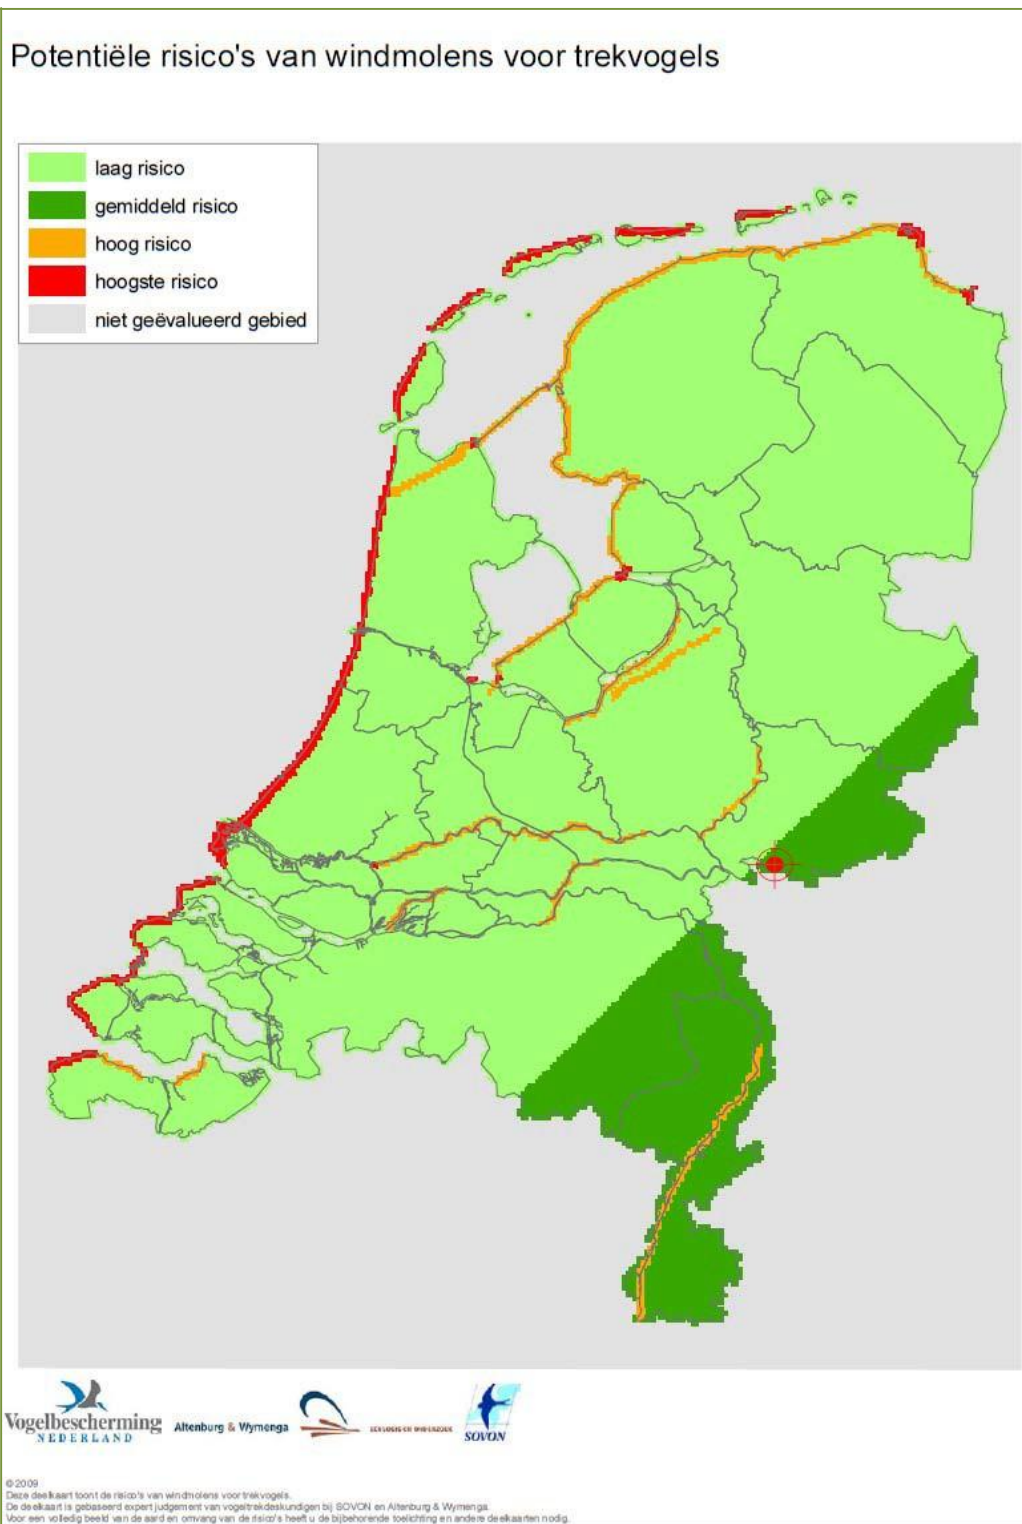 Potentiële risico's van windmolens voor trekvogels
laag risico
gemiddeld risico
hoog risico
hoogste risico
niet geëvalueerd gebied
Vogelbescherming
NEDERLAND
Altenburg & Wymenga
ECOLOGISCH ONDERZOEK
SOVON
©2009
Deze deelkaart toont de risico's van windmolens voor trekvogels.
De deelkaart is gebaseerd expert judgement van vogeltrekdeskundigen bij SOVON en Altenburg & Wymenga.
Voor een volledig beeld van de aard en omvang van de risico's heeft u de bijbehorende toelichting en andere deelkaarten nodig.